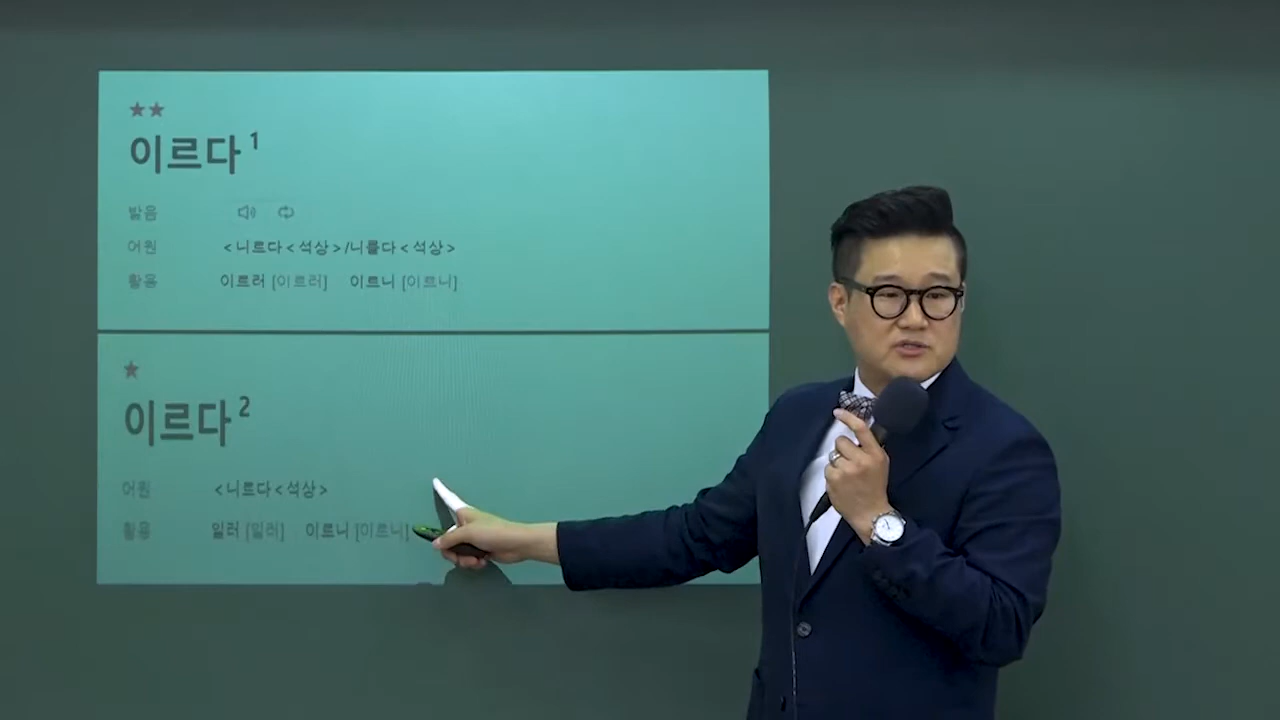 ★★
이르다¹
발음
어원 <니르다<석상>/니를다<석상>
활용 이르러 [이르러] 이르니 [이르니]
★
이르다²
어원 <니르다<석상>
활용 일러 [일러] 이르니 [이르니]